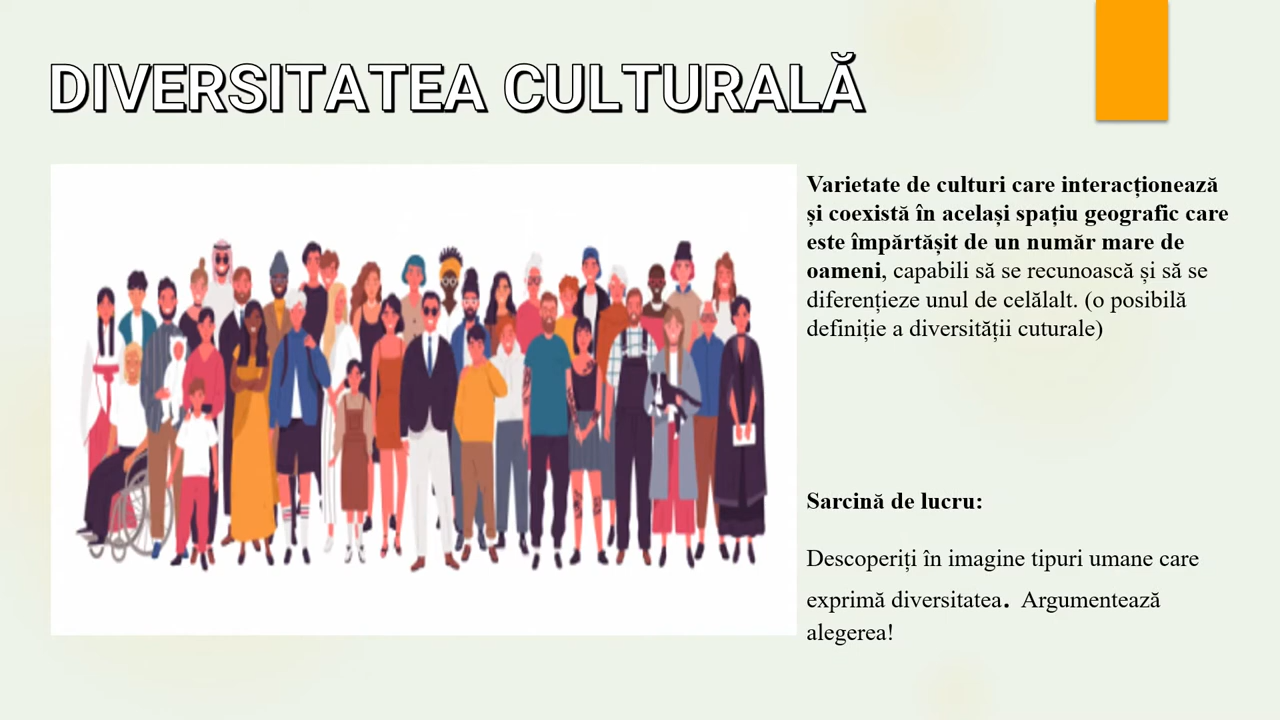 DIVERSITATEA CULTURALĂ
Varietate de culturi care interacționează
și coexistă în același spațiu geografic care
este împărtășit de un număr mare de
oameni, capabili să se recunoască și să se
diferențieze unul de celălalt. (o posibilă
definiție a diversității cuturale)
Sarcină de lucru:
Descoperiți în imagine tipuri umane care
exprimă diversitatea. Argumentează
alegerea!